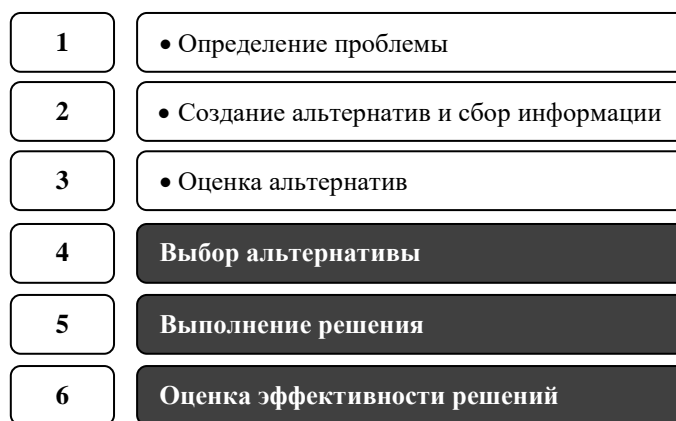 1 • Определение проблемы
2 • Создание альтернатив и сбор информации
3 • Оценка альтернатив
4 Выбор альтернативы
5 Выполнение решения
6 Оценка эффективности решений